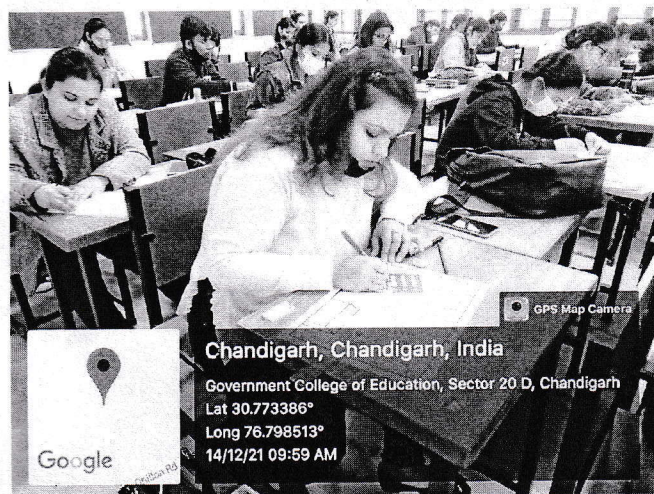 GPS Map Camera
Chandigarh, Chandigarh, India
Government College of Education, Sector 20 D, Chandigarh
Lat 30.773386°
Long 76.798513°
14/12/21 09:59 AM
Google
Rd